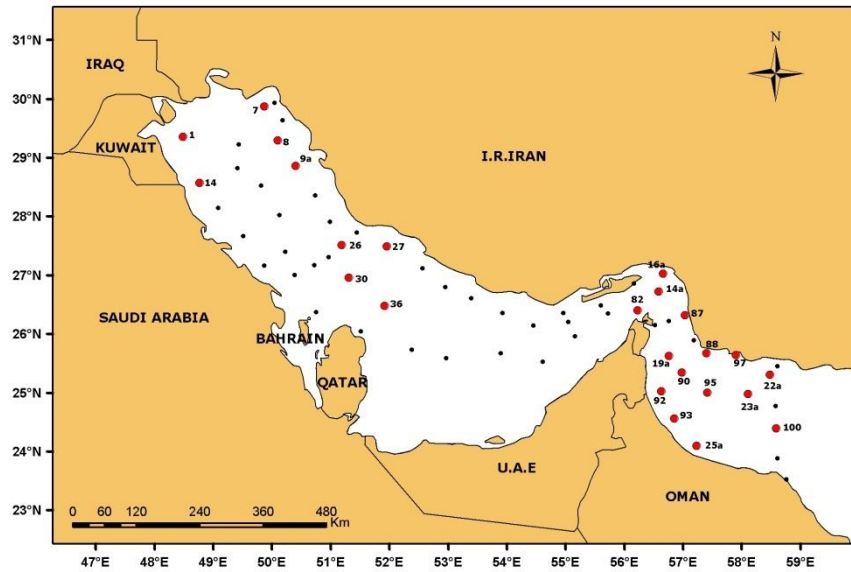 31°N
N
IRAQ
30°N
7
8
KUWAIT
1
29°N
9a
I.R.IRAN
14
28°N
26
27
27°N
16a
30
14a
SAUDI ARABIA
36
82
87
26°N
BAHRAIN
88
19a
97
QATAR
90
95
22a
25°N
92
23a
93
100
24°N
25a
U.A.E
OMAN
23°N
0 60 120 240 360 480
Km
47°E 48°E 49°E 50°E 51°E 52°E 53°E 54°E 55°E 56°E 57°E 58°E 59°E